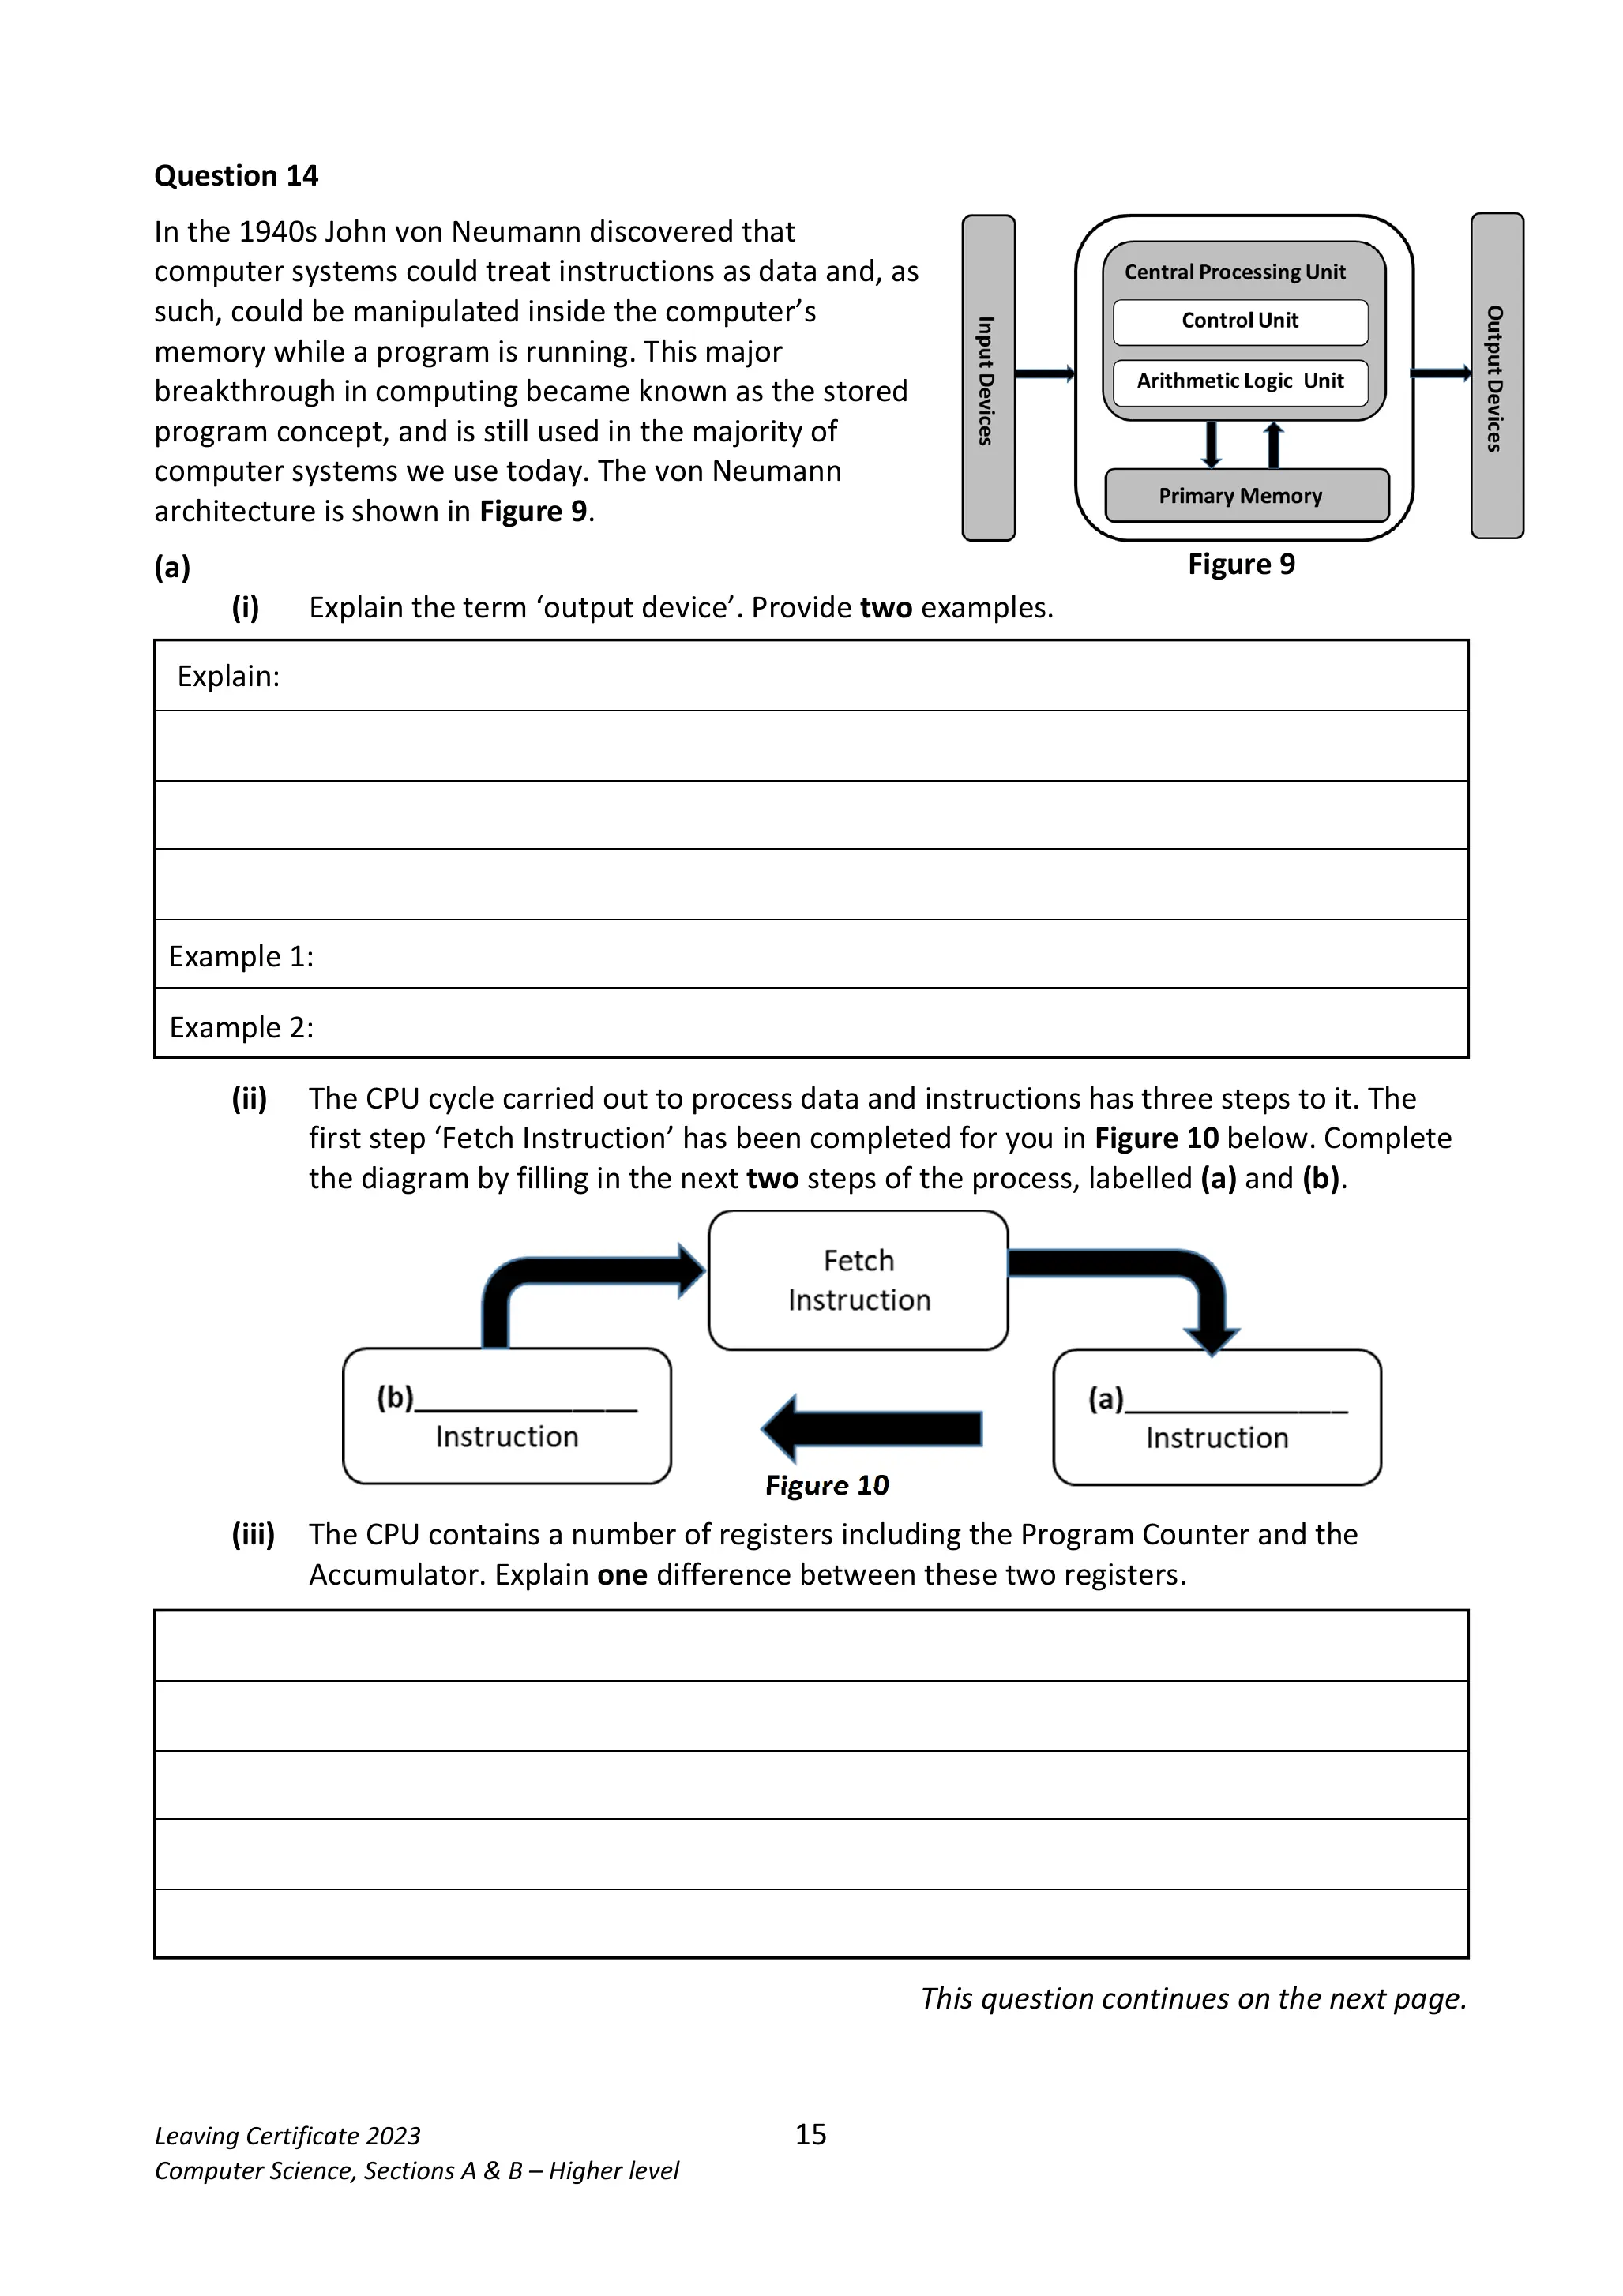 Question 14
In the 1940s John von Neumann discovered that
computer systems could treat instructions as data and, as
such, could be manipulated inside the computer’s
memory while a program is running. This major
breakthrough in computing became known as the stored
program concept, and is still used in the majority of
computer systems we use today. The von Neumann
architecture is shown in Figure 9.
Input Devices
Central Processing Unit
Control Unit
Arithmetic Logic Unit
Primary Memory
Output Devices
Figure 9
(a)
(i) Explain the term ‘output device’. Provide two examples.
Explain:
Example 1:
Example 2:
(ii) The CPU cycle carried out to process data and instructions has three steps to it. The
first step ‘Fetch Instruction’ has been completed for you in Figure 10 below. Complete
the diagram by filling in the next two steps of the process, labelled (a) and (b).
Fetch
Instruction
(b)_______________
Instruction
(a)_______________
Instruction
Figure 10
(iii) The CPU contains a number of registers including the Program Counter and the
Accumulator. Explain one difference between these two registers.
This question continues on the next page.
Leaving Certificate 2023
15
Computer Science, Sections A & B – Higher level